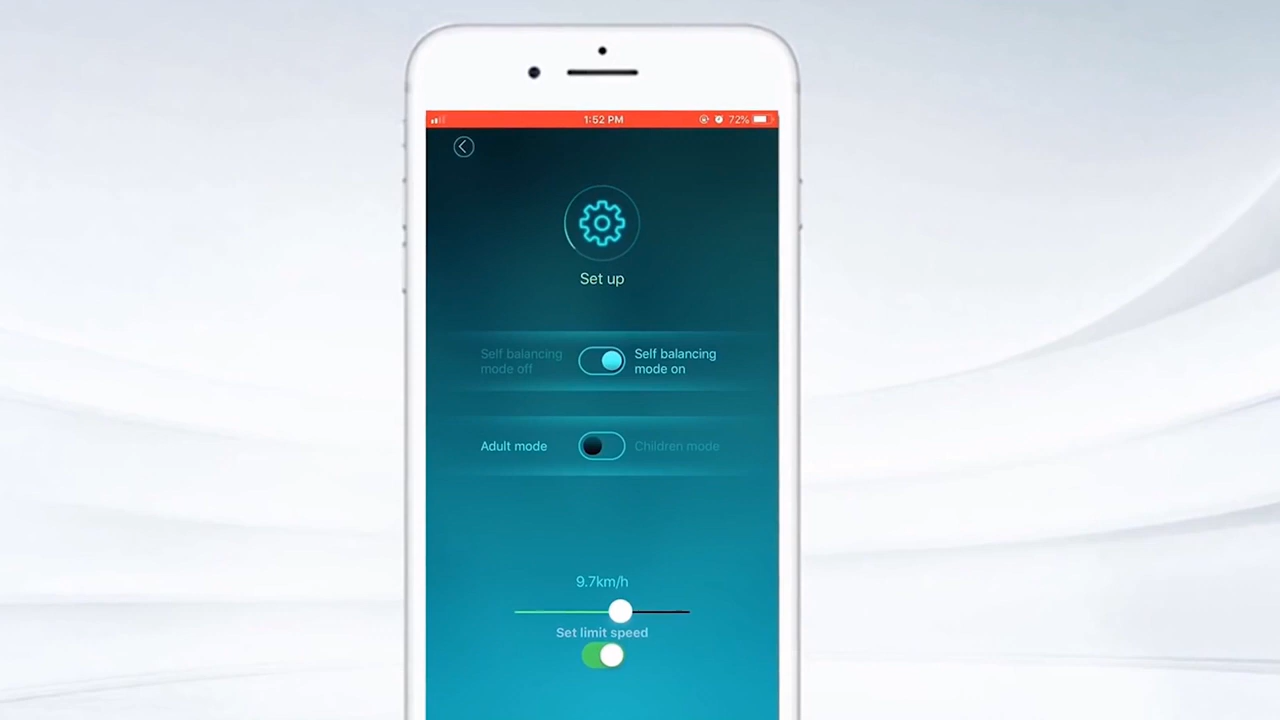 1:52 PM 72%
Set up
Self balancing
mode off
Self balancing
mode on
Adult mode
Children mode
9.7km/h
Set limit speed